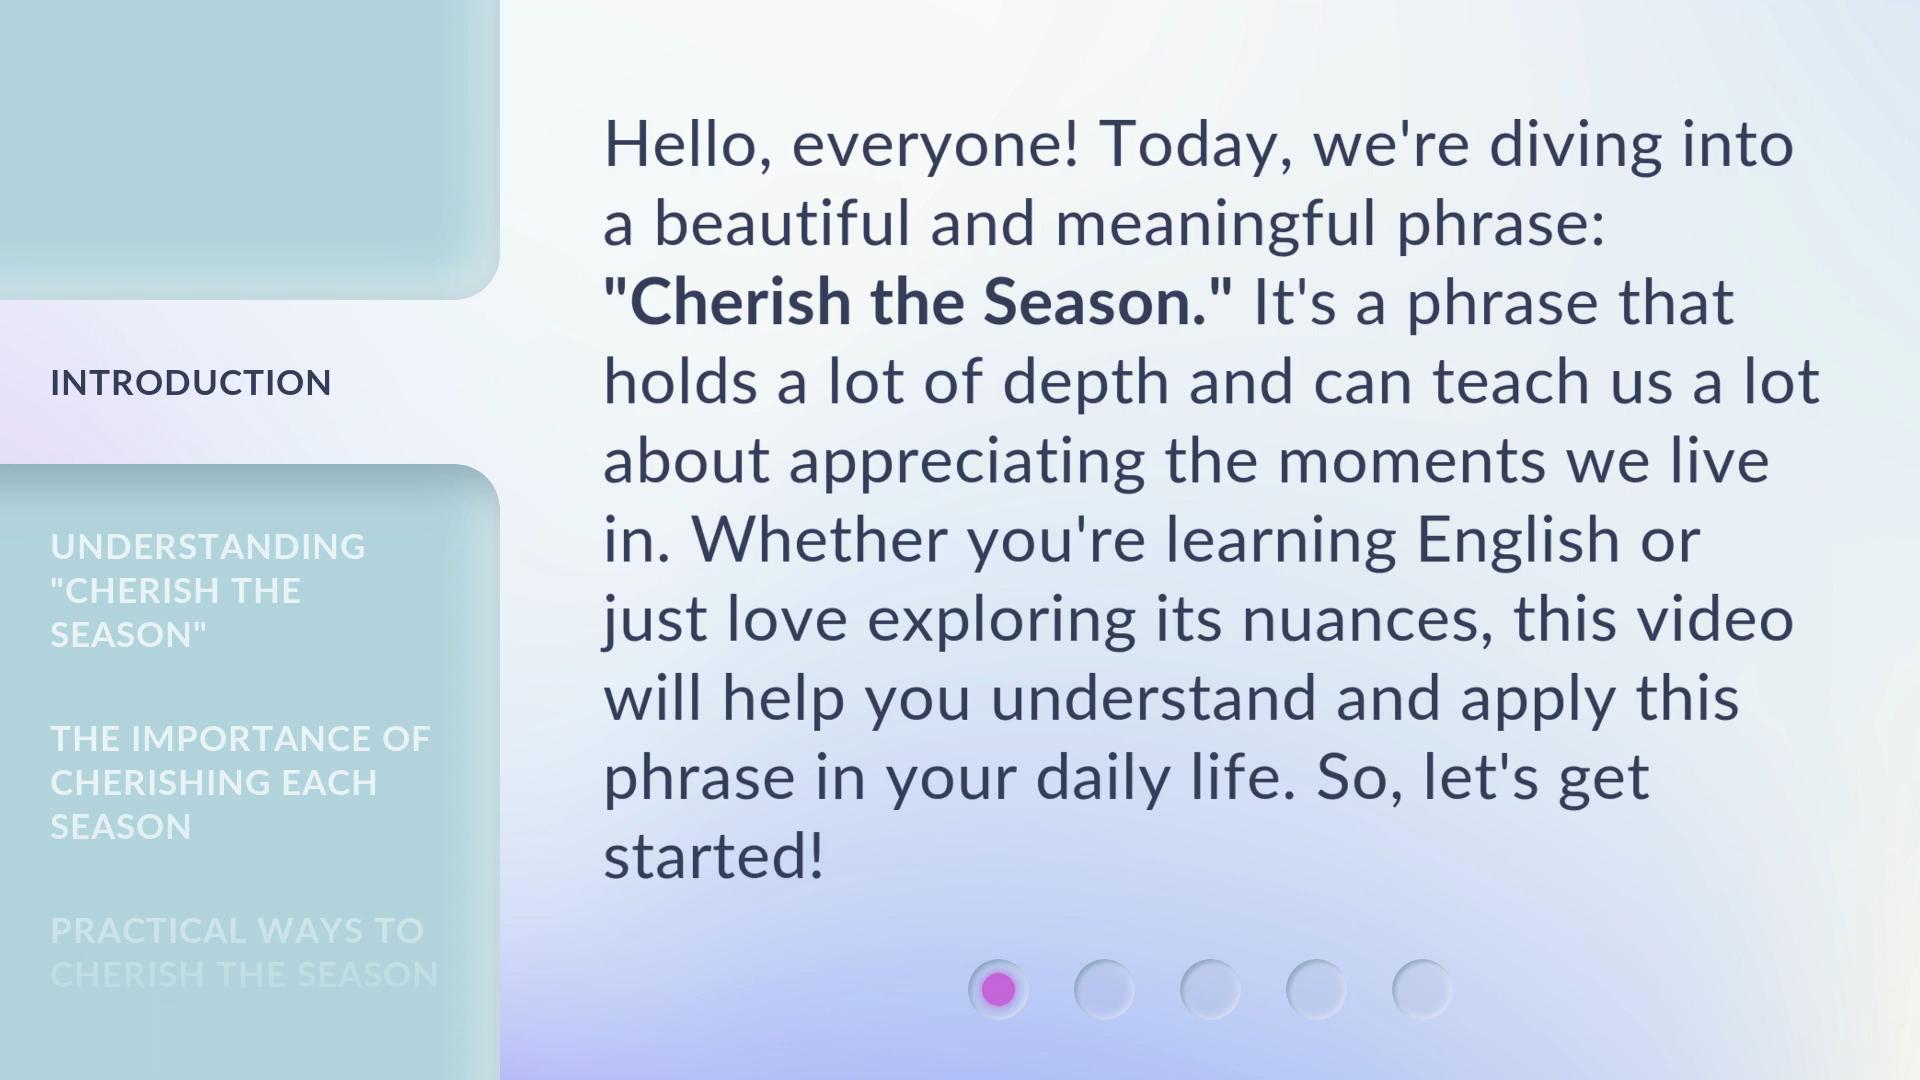 INTRODUCTION
UNDERSTANDING
"CHERISH THE
SEASON"
THE IMPORTANCE OF
CHERISHING EACH
SEASON
PRACTICAL WAYS TO
CHERISH THE SEASON
Hello, everyone! Today, we're diving into
a beautiful and meaningful phrase:
"Cherish the Season." It's a phrase that
holds a lot of depth and can teach us a lot
about appreciating the moments we live
in. Whether you're learning English or
just love exploring its nuances, this video
will help you understand and apply this
phrase in your daily life. So, let's get
started!